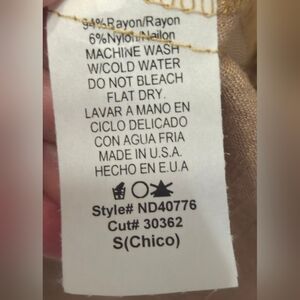 94%Rayon/Rayon
6%Nylon/Nailon
MACHINE WASH
W/COLD WATER
DO NOT BLEACH
FLAT DRY.
LAVAR A MANO EN
CICLO DELICADO
CON AGUA FRIA
MADE IN U.S.A.
HECHO EN E.U.A
Style# ND40776
Cut# 30362
S(Chico)